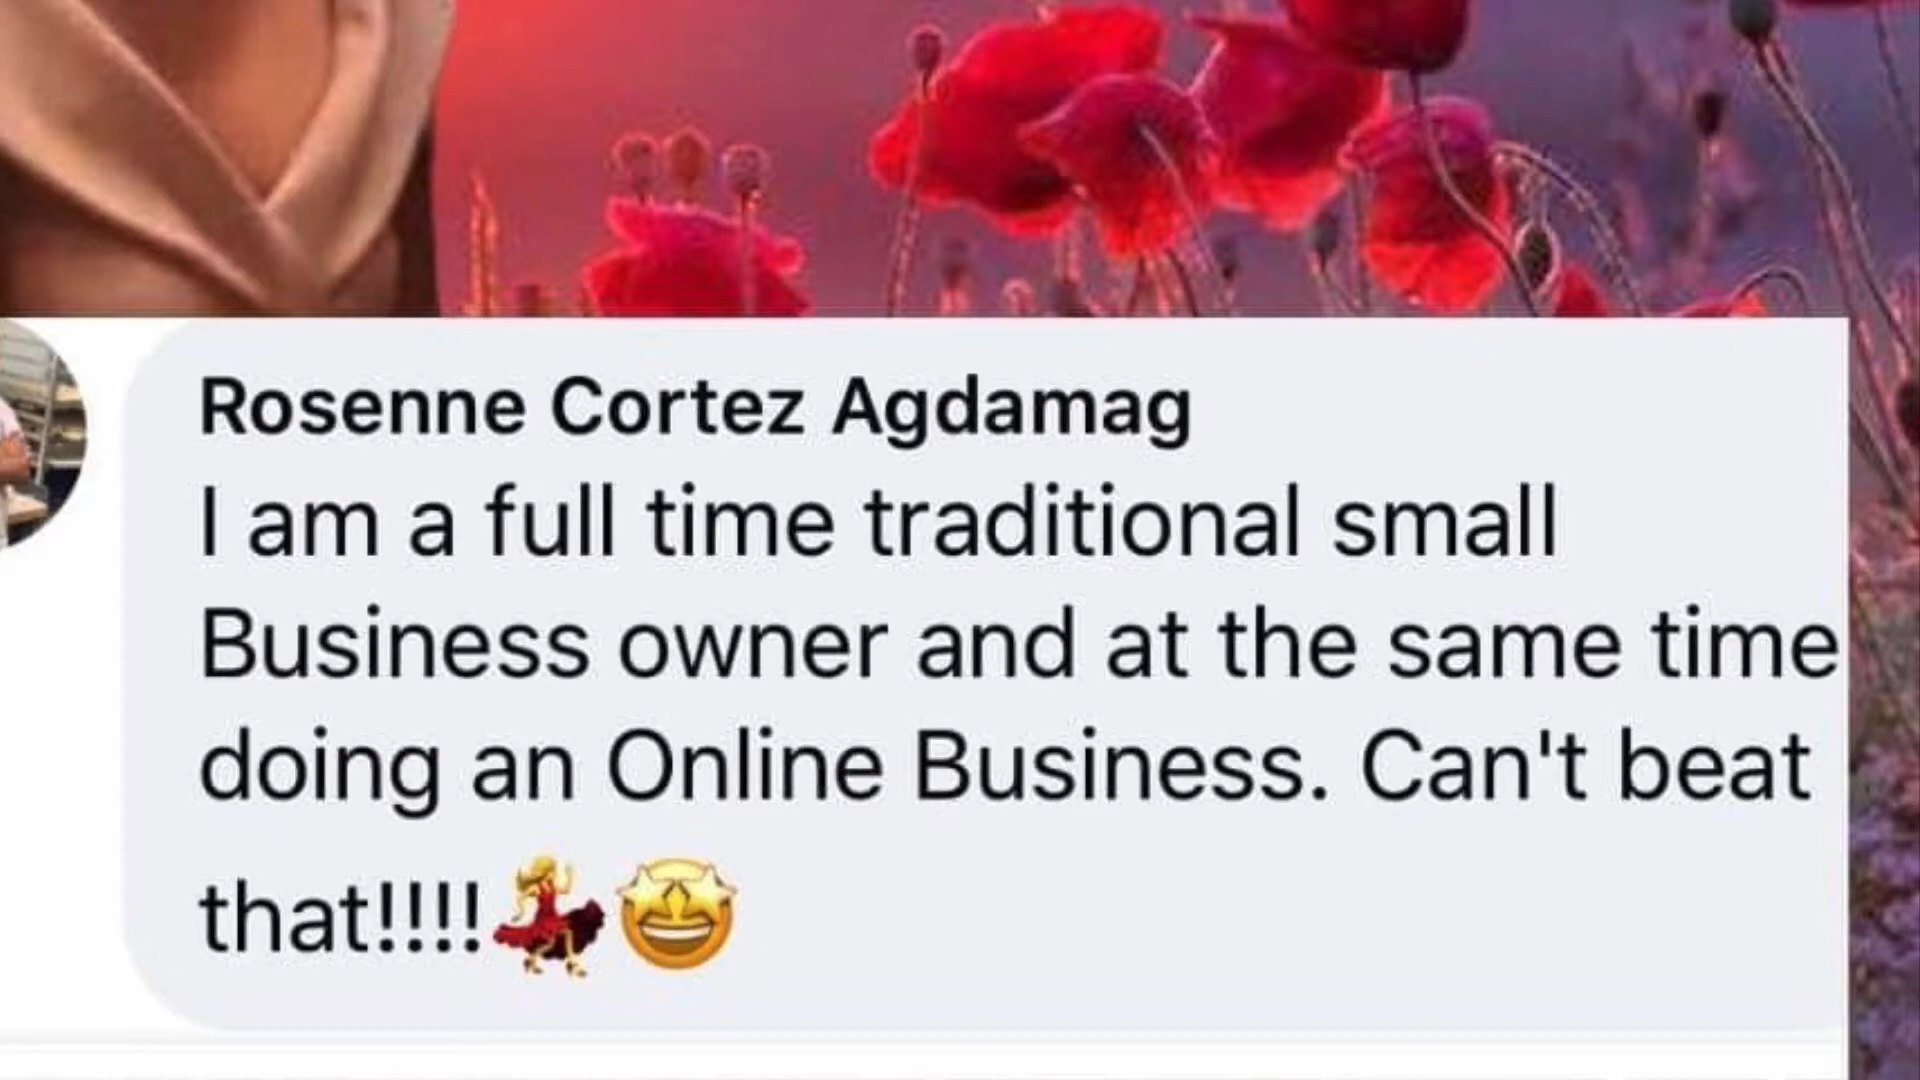 Rosenne Cortez Agdamag
I am a full time traditional small
Business owner and at the same time
doing an Online Business. Can't beat
that!!!!💃🤩